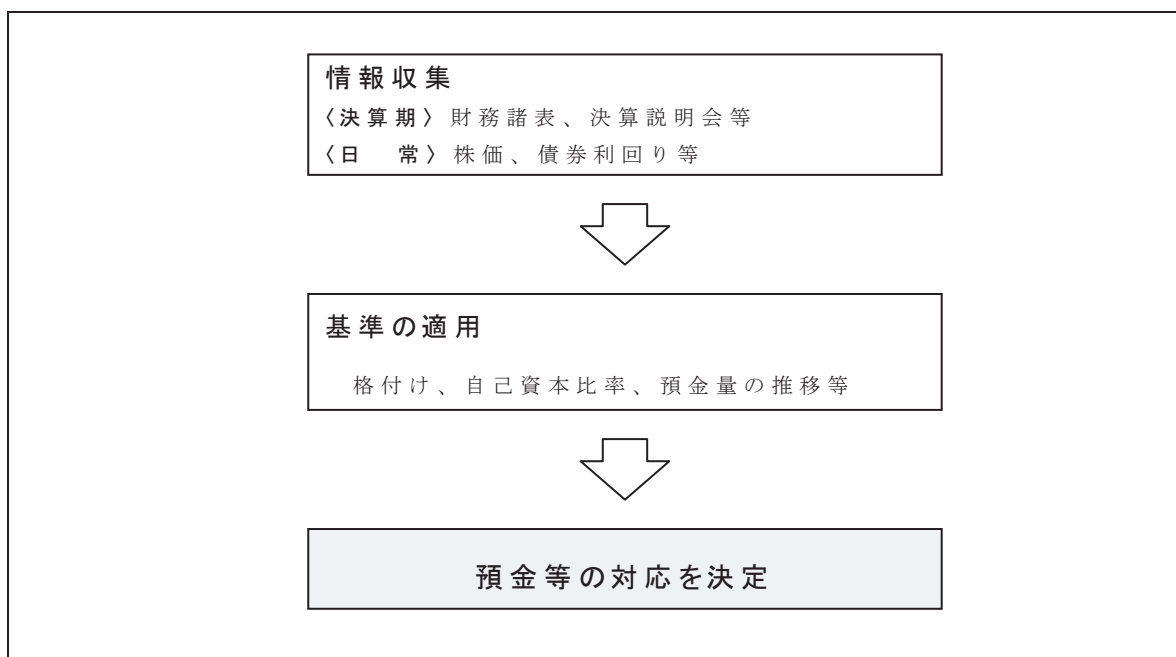 情報収集
〈決算期〉財務諸表、決算説明会等
〈日　常〉株価、債券利回り等
基準の適用
格付け、自己資本比率、預金量の推移等
預金等の対応を決定